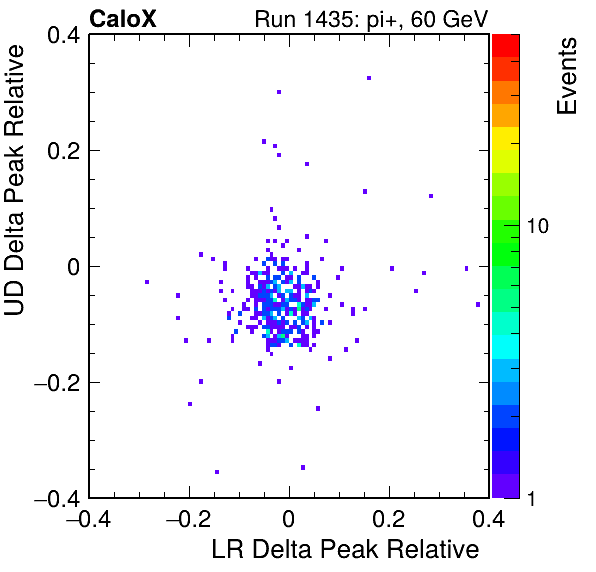 CaloX Run 1435: pi+, 60 GeV
UD Delta Peak Relative
0.4
0.2
0
−0.2
−0.4
−0.4 −0.2 0 0.2 0.4
LR Delta Peak Relative
Events
10
1